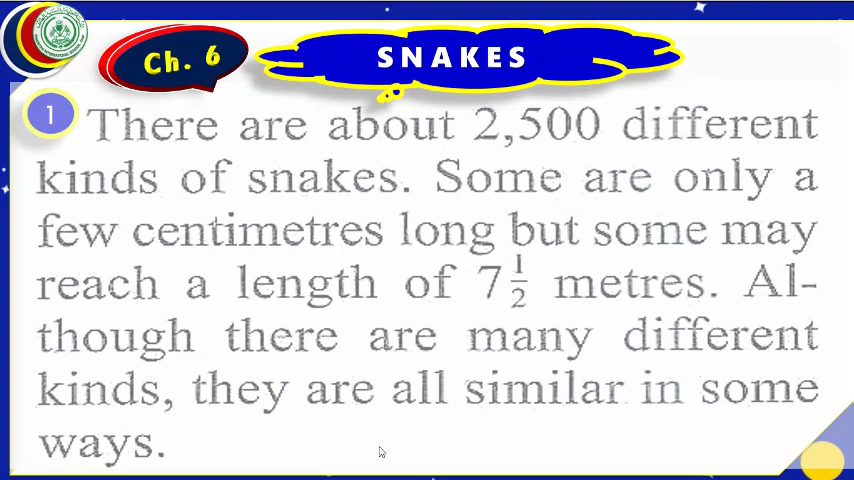 Ch. 6
SNAKES
1
There are about 2,500 different
kinds of snakes. Some are only a
few centimetres long but some may
reach a length of 7 1/2 metres. Al-
though there are many different
kinds, they are all similar in some
ways.